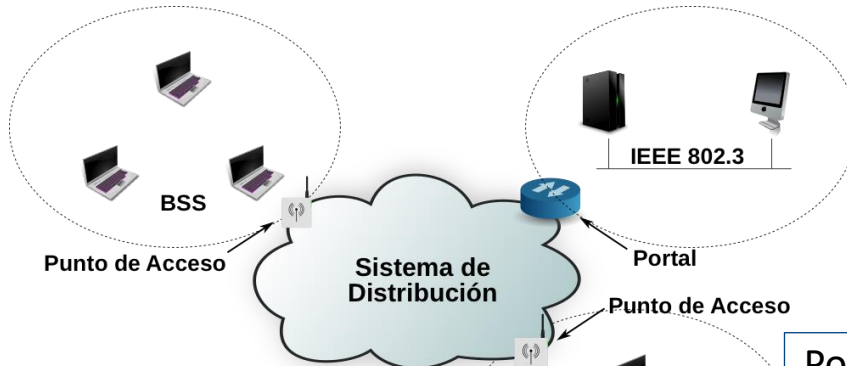 IEEE 802.3
BSS
Punto de Acceso
Sistema de
Distribución
Portal
Punto de Acceso